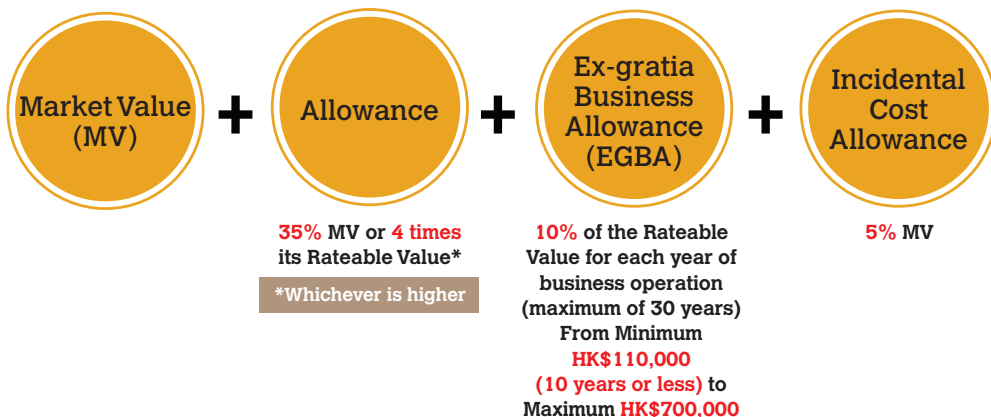 Market Value
(MV)
+
Allowance
+
Ex-gratia
Business
Allowance
(EGBA)
+
Incidental
Cost
Allowance
35% MV or 4 times
its Rateable Value*
*Whichever is higher
10% of the Rateable
Value for each year of
business operation
(maximum of 30 years)
From Minimum
HK$110,000
(10 years or less) to
Maximum HK$700,000
5% MV